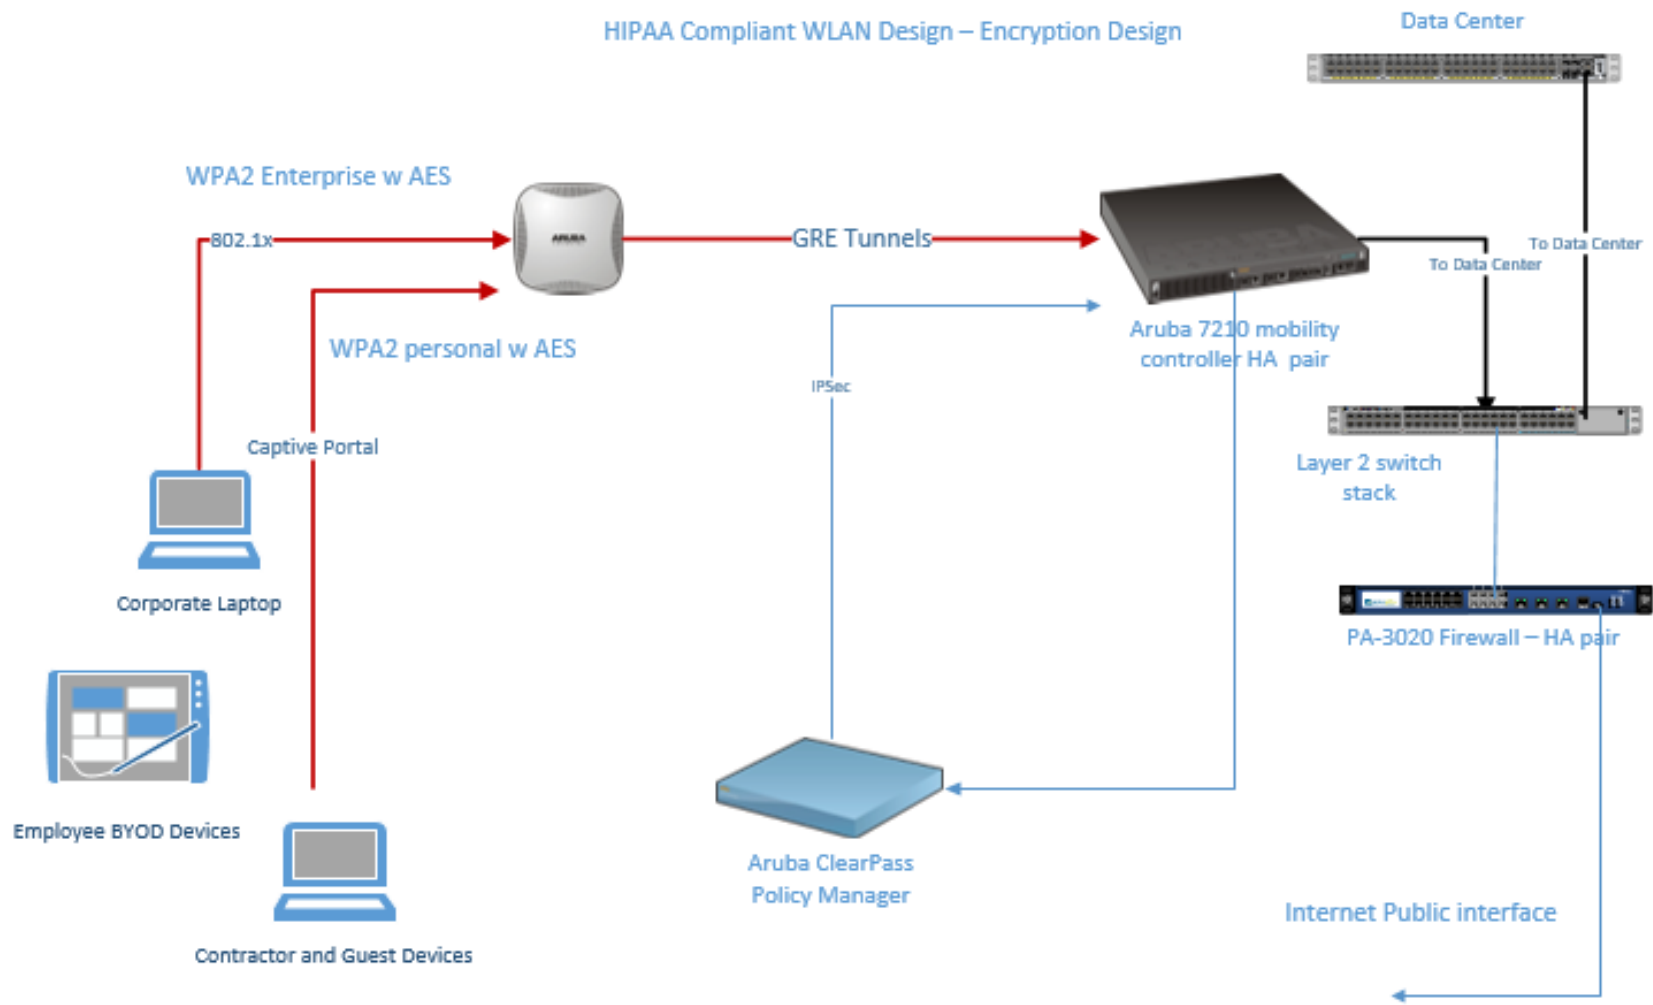 HIPAA Compliant WLAN Design – Encryption Design
Data Center
WPA2 Enterprise w AES
802.1x
ARUBA
GRE Tunnels
To Data Center
To Data Center
WPA2 personal w AES
Aruba 7210 mobility
controller HA pair
IPSec
Captive Portal
Layer 2 switch
stack
Corporate Laptop
PA-3020 Firewall – HA pair
Employee BYOD Devices
Aruba ClearPass
Policy Manager
Internet Public interface
Contractor and Guest Devices